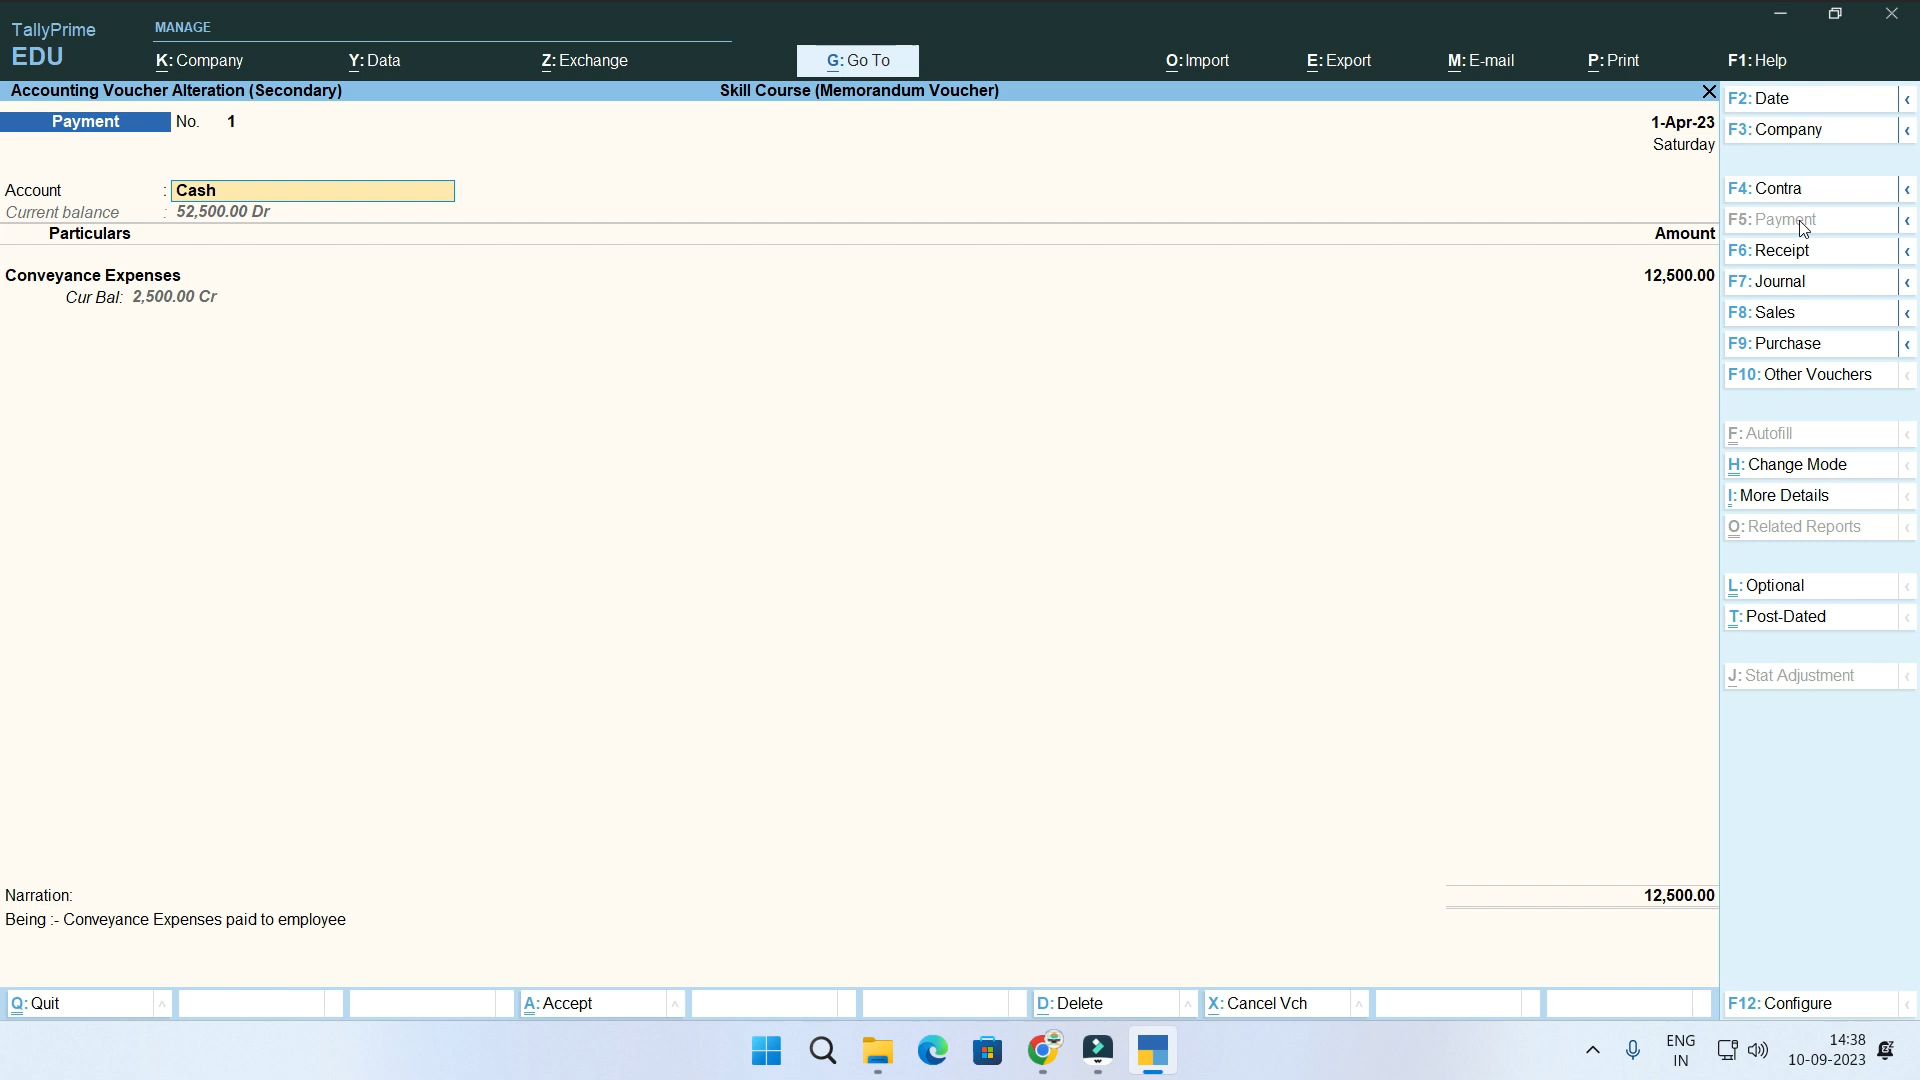 TallyPrime
EDU
MANAGE
K: Company
Y: Data
Z: Exchange
G: Go To
O: Import
E: Export
M: E-mail
P: Print
F1: Help
Accounting Voucher Alteration (Secondary)
Skill Course (Memorandum Voucher)
Payment No. 1
1-Apr-23
Saturday
Account : Cash
Current balance : 52,500.00 Dr
Particulars
Amount
Conveyance Expenses
12,500.00
Cur Bal: 2,500.00 Cr
Narration:
12,500.00
Being :- Conveyance Expenses paid to employee
F2: Date
F3: Company
F4: Contra
F5: Payment
F6: Receipt
F7: Journal
F8: Sales
F9: Purchase
F10: Other Vouchers
F: Autofill
H: Change Mode
I: More Details
O: Related Reports
L: Optional
T: Post-Dated
J: Stat Adjustment
Q: Quit
A: Accept
D: Delete
X: Cancel Vch
F12: Configure
ENG
IN
14:38
10-09-2023